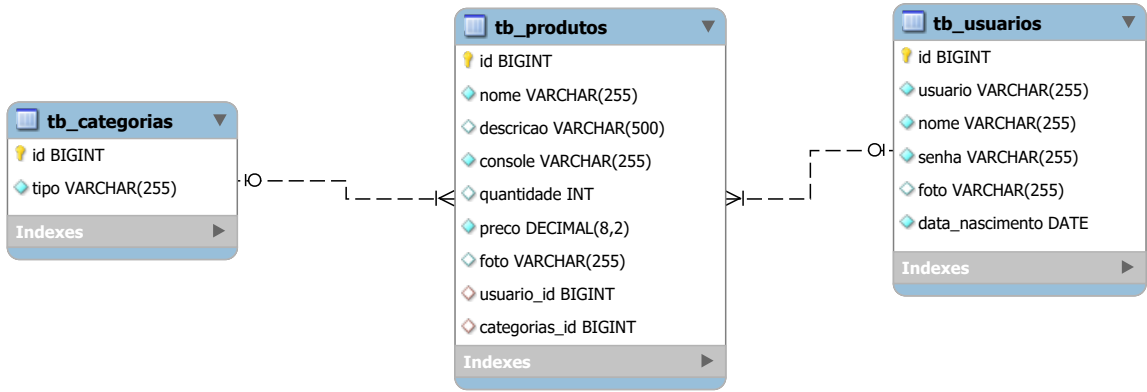 tb_categorias
id BIGINT
tipo VARCHAR(255)
Indexes
tb_produtos
id BIGINT
nome VARCHAR(255)
descricao VARCHAR(500)
console VARCHAR(255)
quantidade INT
preco DECIMAL(8,2)
foto VARCHAR(255)
usuario_id BIGINT
categorias_id BIGINT
Indexes
tb_usuarios
id BIGINT
usuario VARCHAR(255)
nome VARCHAR(255)
senha VARCHAR(255)
foto VARCHAR(255)
data_nascimento DATE
Indexes